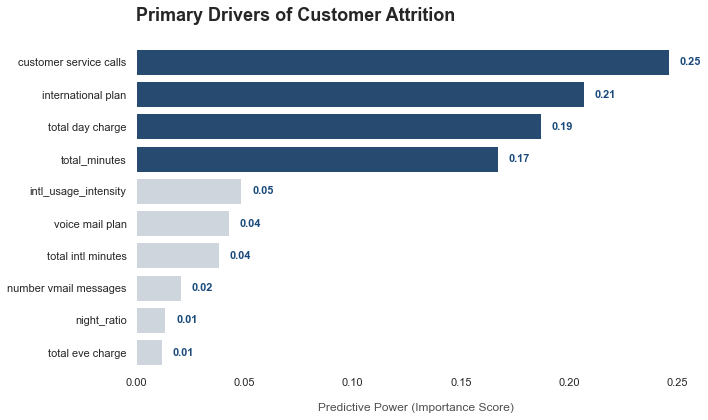 Primary Drivers of Customer Attrition
customer service calls 0.25
international plan 0.21
total day charge 0.19
total_minutes 0.17
intl_usage_intensity 0.05
voice mail plan 0.04
total intl minutes 0.04
number vmail messages 0.02
night_ratio 0.01
total eve charge 0.01
0.00 0.05 0.10 0.15 0.20 0.25
Predictive Power (Importance Score)